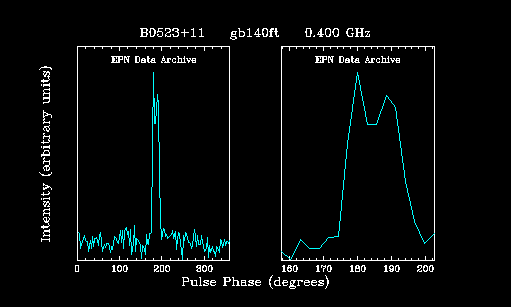 B0523+11 gb140ft 0.400 GHz
EPN Data Archive EPN Data Archive
Intensity (arbitrary units)
0 100 200 300 160 170 180 190 200
Pulse Phase (degrees)